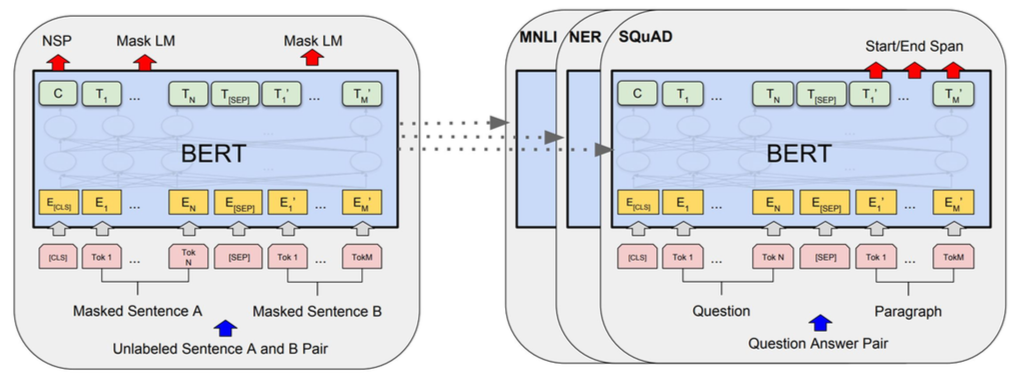 NSP Mask LM Mask LM
C T1 ... TN T[SEP] T1' ... TM'
...
BERT
...
E[CLS] E1 ... EN E[SEP] E1' ... EM'
[CLS] Tok 1 ... Tok N [SEP] Tok 1 ... TokM
Masked Sentence A Masked Sentence B
Unlabeled Sentence A and B Pair
MNLI NER SQuAD
Start/End Span
C T1 ... TN T[SEP] T1' ... TM'
...
BERT
...
E[CLS] E1 ... EN E[SEP] E1' ... EM'
[CLS] Tok 1 ... Tok N [SEP] Tok 1 ... TokM
Question Paragraph
Question Answer Pair